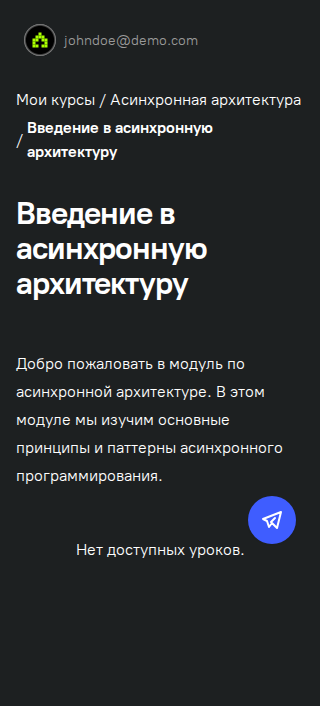 johndoe@demo.com
Мои курсы / Асинхронная архитектура
/ Введение в асинхронную
архитектуру
Введение в
асинхронную
архитектуру
Добро пожаловать в модуль по
асинхронной архитектуре. В этом
модуле мы изучим основные
принципы и паттерны асинхронного
программирования.
Нет доступных уроков.